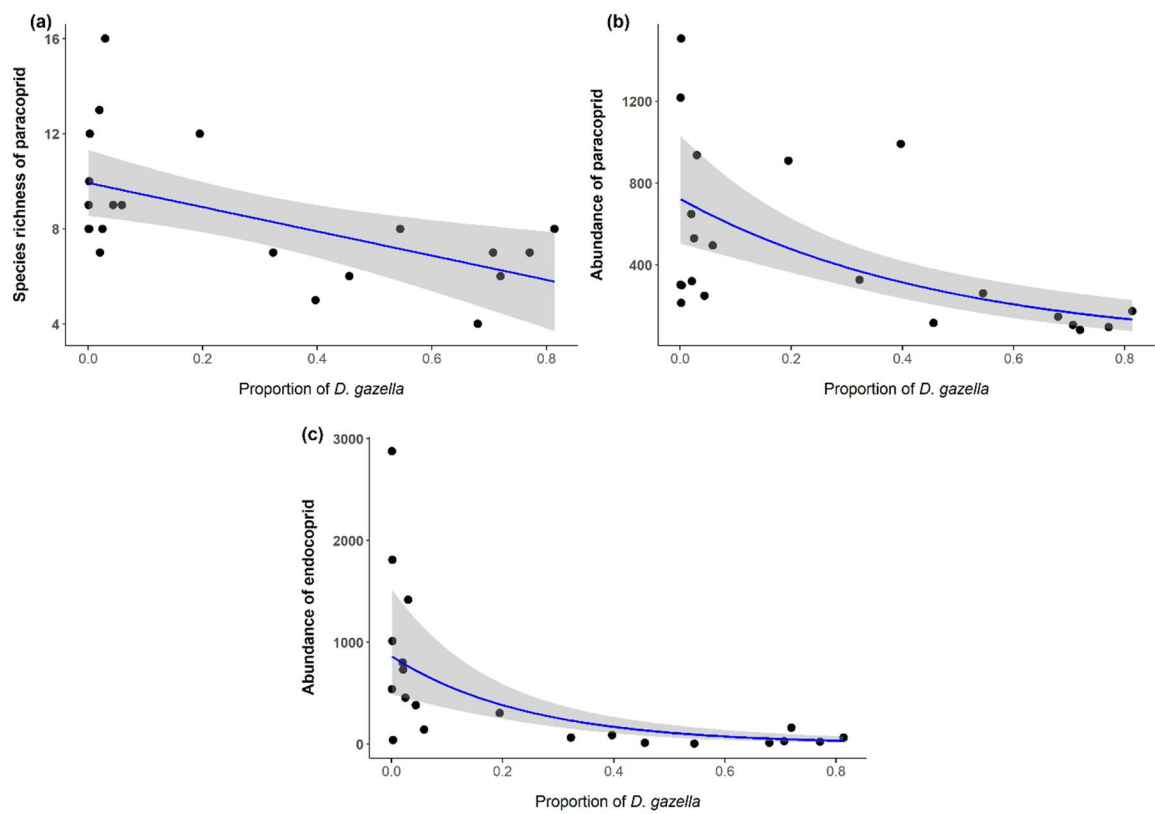 (a)
Species richness of paracoprid
16
12
8
4
0.0 0.2 0.4 0.6 0.8
Proportion of D. gazella
(b)
Abundance of paracoprid
1200
800
400
0.0 0.2 0.4 0.6 0.8
Proportion of D. gazella
(c)
Abundance of endocoprid
3000
2000
1000
0
0.0 0.2 0.4 0.6 0.8
Proportion of D. gazella